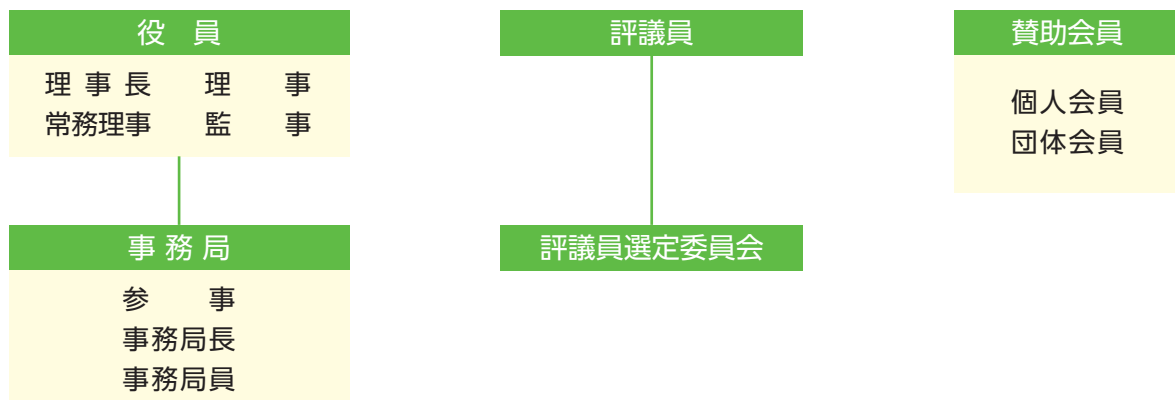 役　員
理 事 長　理　　事
常務理事　監　　事
事 務 局
参　　事
事務局長
事務局員
評議員
評議員選定委員会
賛助会員
個人会員
団体会員